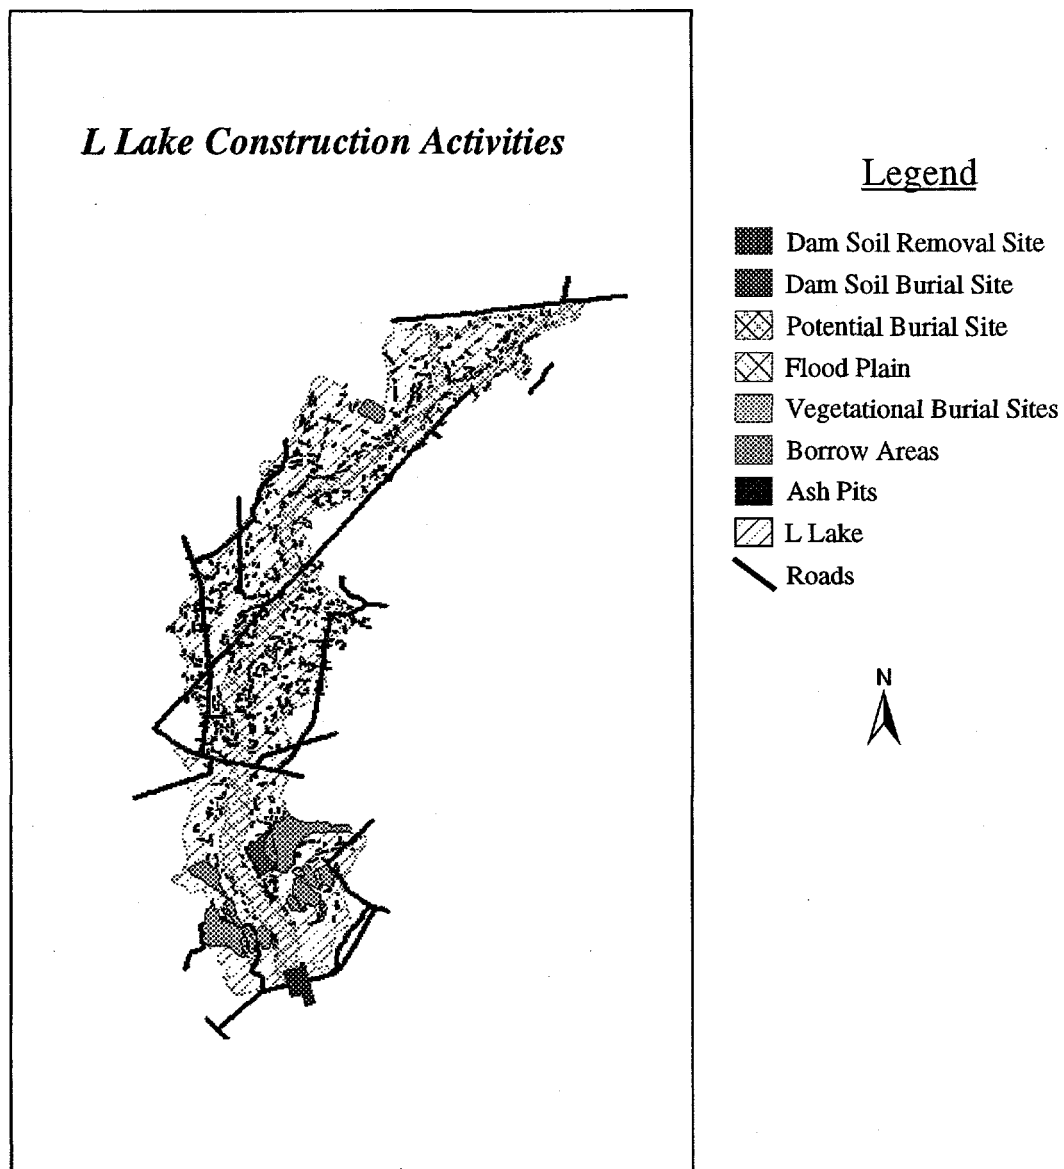 L Lake Construction Activities
Legend
Dam Soil Removal Site
Dam Soil Burial Site
Potential Burial Site
Flood Plain
Vegetational Burial Sites
Borrow Areas
Ash Pits
L Lake
Roads
N